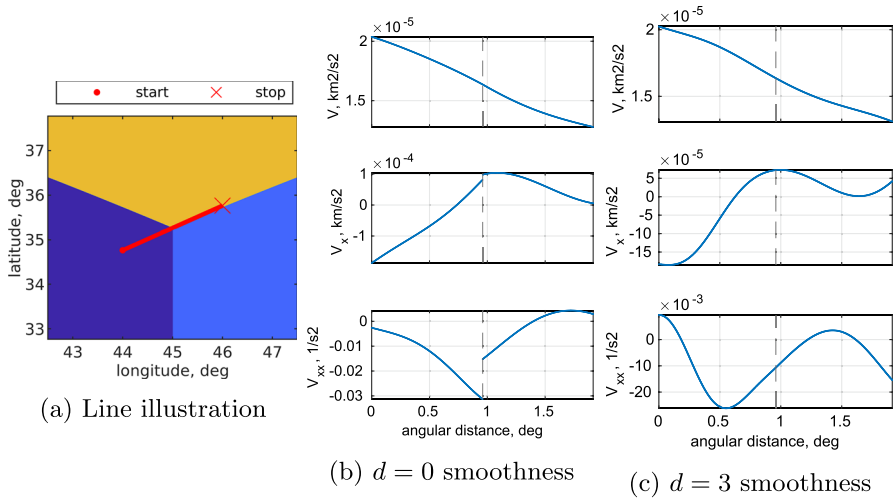 start stop
37
36
35
34
33
latitude, deg
43 44 45 46 47
longitude, deg
(a) Line illustration
×10^-5
2
1.5
V, km2/s2
×10^-4
1
0
-1
V_x, km/s2
0
-0.01
-0.02
-0.03
V_xx, 1/s2
0 0.5 1 1.5
angular distance, deg
(b) d = 0 smoothness
×10^-5
2
1.5
V, km2/s2
×10^-5
5
0
-5
-10
-15
V_x, km/s2
×10^-3
0
-10
-20
V_xx, 1/s2
0 0.5 1 1.5
angular distance, deg
(c) d = 3 smoothness